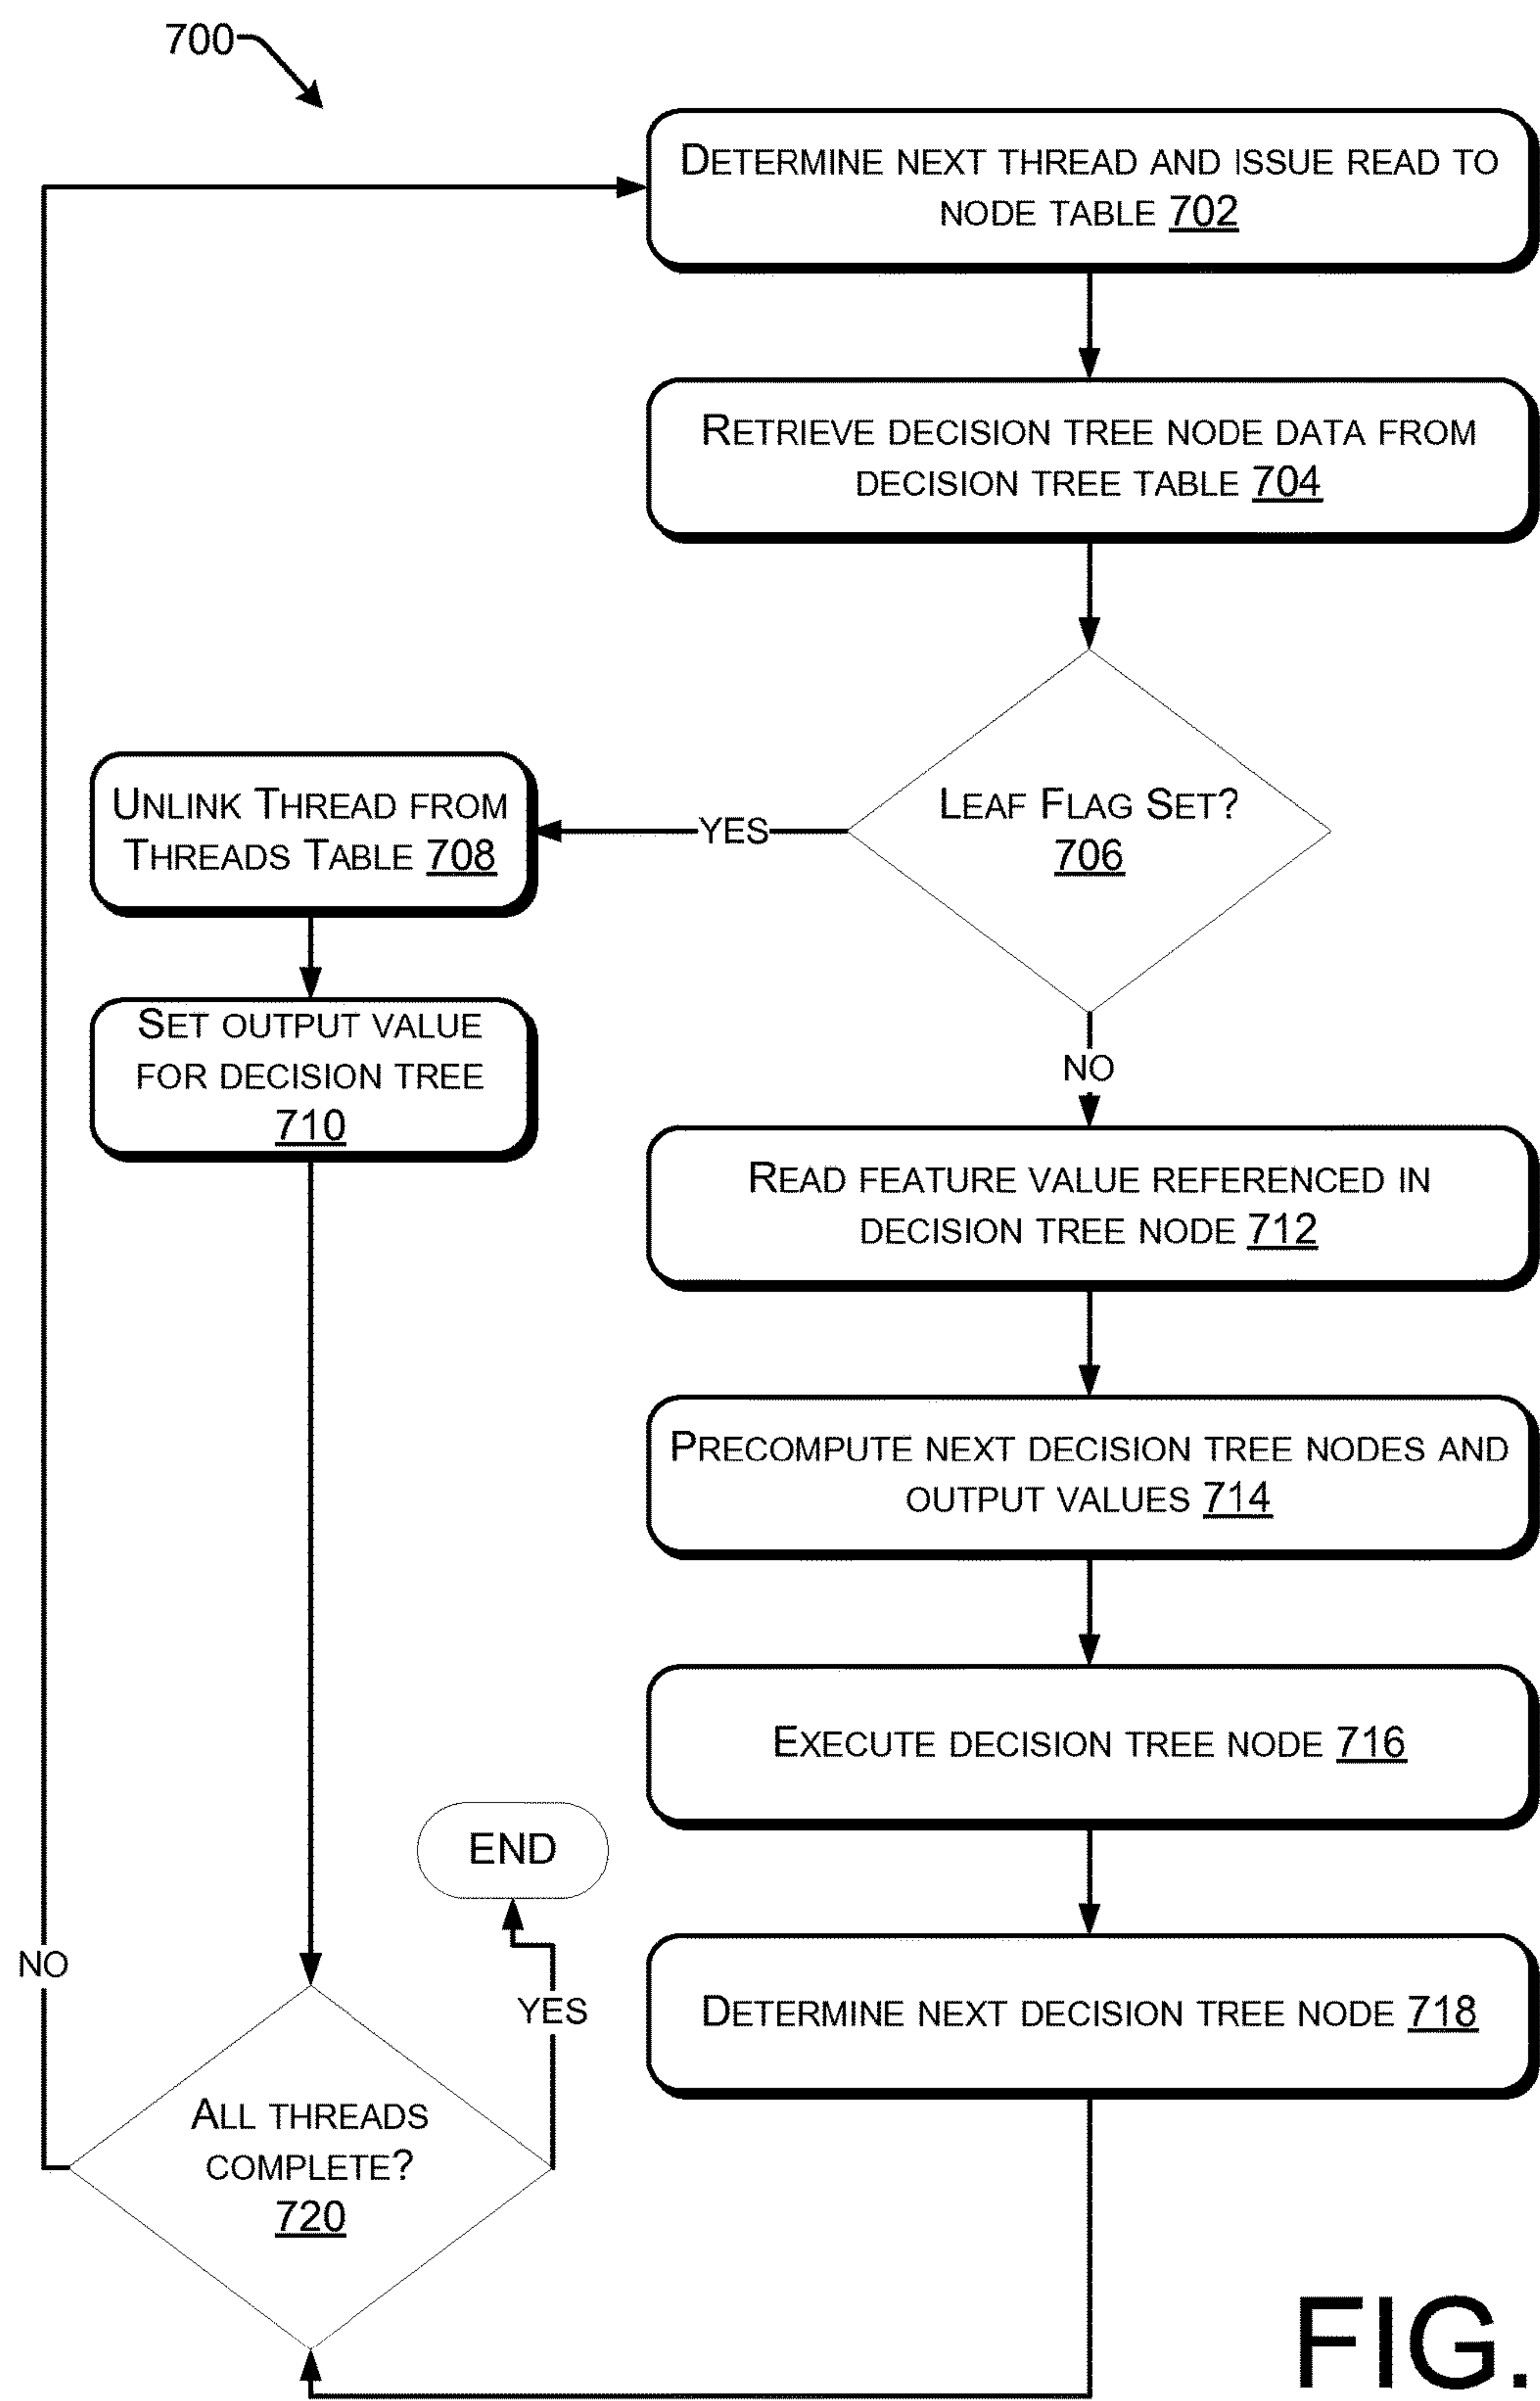 700
DETERMINE NEXT THREAD AND ISSUE READ TO
NODE TABLE 702
RETRIEVE DECISION TREE NODE DATA FROM
DECISION TREE TABLE 704
LEAF FLAG SET?
706
YES
UNLINK THREAD FROM
THREADS TABLE 708
SET OUTPUT VALUE
FOR DECISION TREE
710
NO
READ FEATURE VALUE REFERENCED IN
DECISION TREE NODE 712
PRECOMPUTE NEXT DECISION TREE NODES AND
OUTPUT VALUES 714
EXECUTE DECISION TREE NODE 716
END
NO
YES
DETERMINE NEXT DECISION TREE NODE 718
ALL THREADS
COMPLETE?
720
FIG.